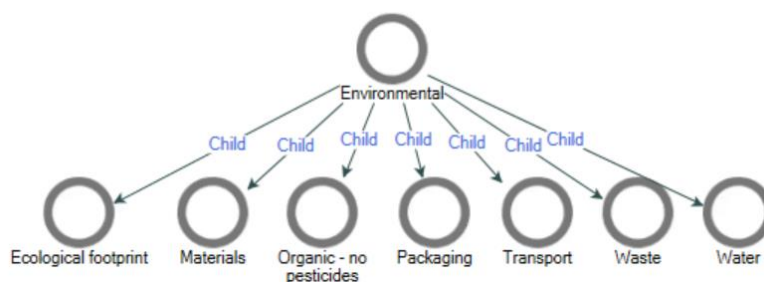 Environmental
Child Child Child Child Child Child Child
Ecological footprint Materials Organic - no Packaging Transport Waste Water
pesticides